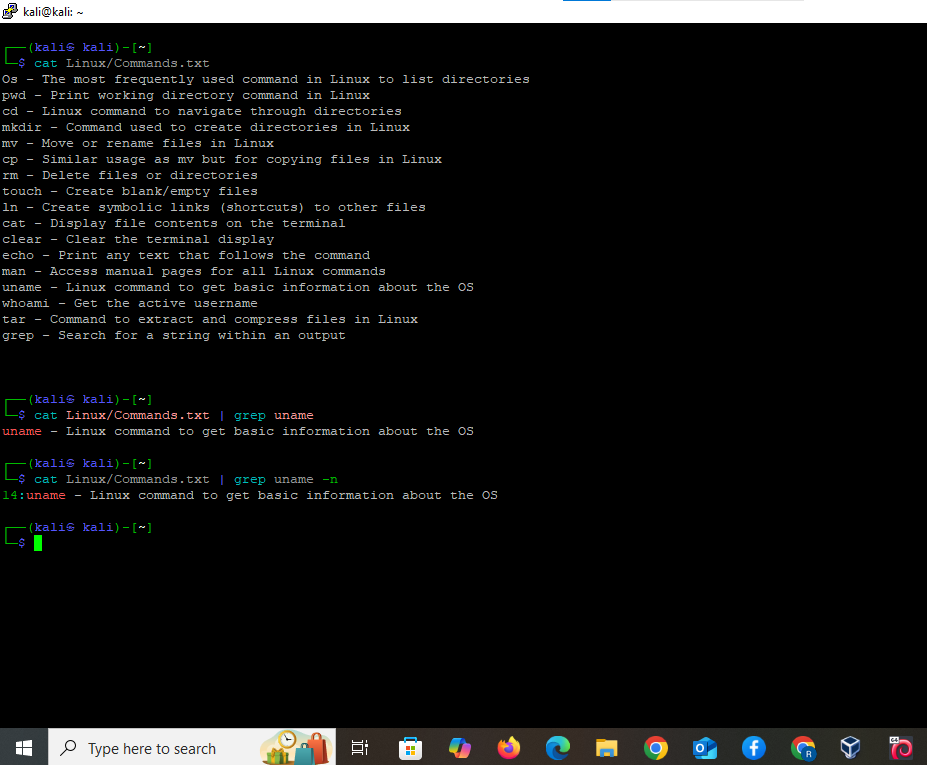 kali@kali: ~
┌──(kali㉿ kali)-[~]
└─$ cat Linux/Commands.txt
Os - The most frequently used command in Linux to list directories
pwd - Print working directory command in Linux
cd - Linux command to navigate through directories
mkdir - Command used to create directories in Linux
mv - Move or rename files in Linux
cp - Similar usage as mv but for copying files in Linux
rm - Delete files or directories
touch - Create blank/empty files
ln - Create symbolic links (shortcuts) to other files
cat - Display file contents on the terminal
clear - Clear the terminal display
echo - Print any text that follows the command
man - Access manual pages for all Linux commands
uname - Linux command to get basic information about the OS
whoami - Get the active username
tar - Command to extract and compress files in Linux
grep - Search for a string within an output
┌──(kali㉿ kali)-[~]
└─$ cat Linux/Commands.txt | grep uname
uname - Linux command to get basic information about the OS
┌──(kali㉿ kali)-[~]
└─$ cat Linux/Commands.txt | grep uname -n
14:uname - Linux command to get basic information about the OS
┌──(kali㉿ kali)-[~]
└─$
Type here to search
R
64